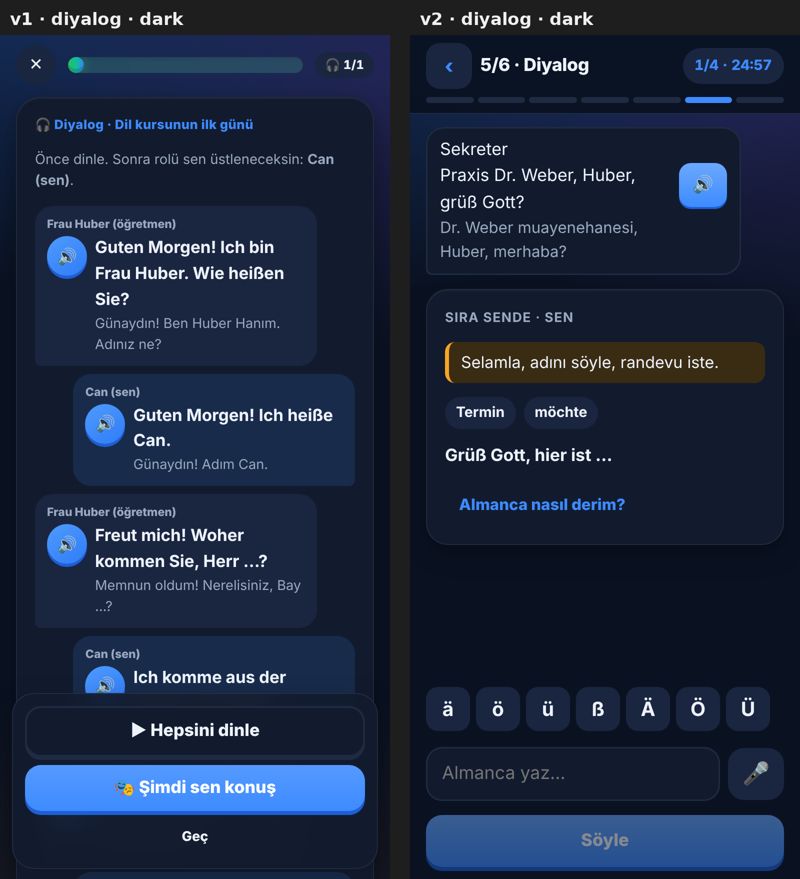 v1 · diyalog · dark
✕
🎧 1/1
🎧 Diyalog · Dil kursunun ilk günü
Önce dinle. Sonra rolü sen üstleneceksin: Can
(sen).
Frau Huber (öğretmen)
Guten Morgen! Ich bin
Frau Huber. Wie heißen
Sie?
Günaydın! Ben Huber Hanım.
Adınız ne?
Can (sen)
Guten Morgen! Ich heiße
Can.
Günaydın! Adım Can.
Frau Huber (öğretmen)
Freut mich! Woher
kommen Sie, Herr ...?
Memnun oldum! Nerelisiniz, Bay
...?
Can (sen)
Ich komme aus der
▶ Hepsini dinle
🎭 Şimdi sen konuş
Geç
v2 · diyalog · dark
‹
5/6 · Diyalog
1/4 · 24:57
Sekreter
Praxis Dr. Weber, Huber,
grüß Gott?
Dr. Weber muayenehanesi,
Huber, merhaba?
SIRA SENDE · SEN
Selamla, adını söyle, randevu iste.
Termin
möchte
Grüß Gott, hier ist ...
Almanca nasıl derim?
ä ö ü ß Ä Ö Ü
Almanca yaz...
Söyle